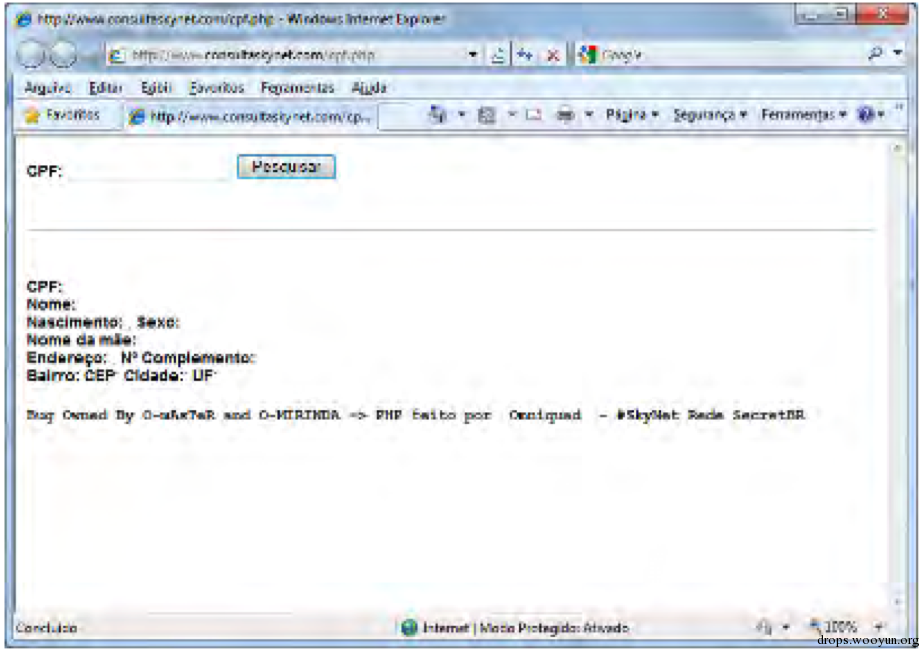 http://www.consultaskynet.com/cpf.php - Windows Internet Explorer
http://www.consultaskynet.com/cpf.php
Google
Arquivo Editar Exibir Favoritos Ferramentas Ajuda
Favoritos http://www.consultaskynet.com/cp... Página Segurança Ferramentas
CPF: Pesquisar
CPF:
Nome:
Nascimento: Sexo:
Nome da mãe:
Endereço: Nº Complemento:
Bairro: CEP: Cidade: UF:
Bug Owned By O-mAsTeR and O-MIRINDA => PHP feito por Omniquad - #SkyNet Rede SecretBR
Concluído Internet | Modo Protegido: Ativado 100%
drops.wooyun.org